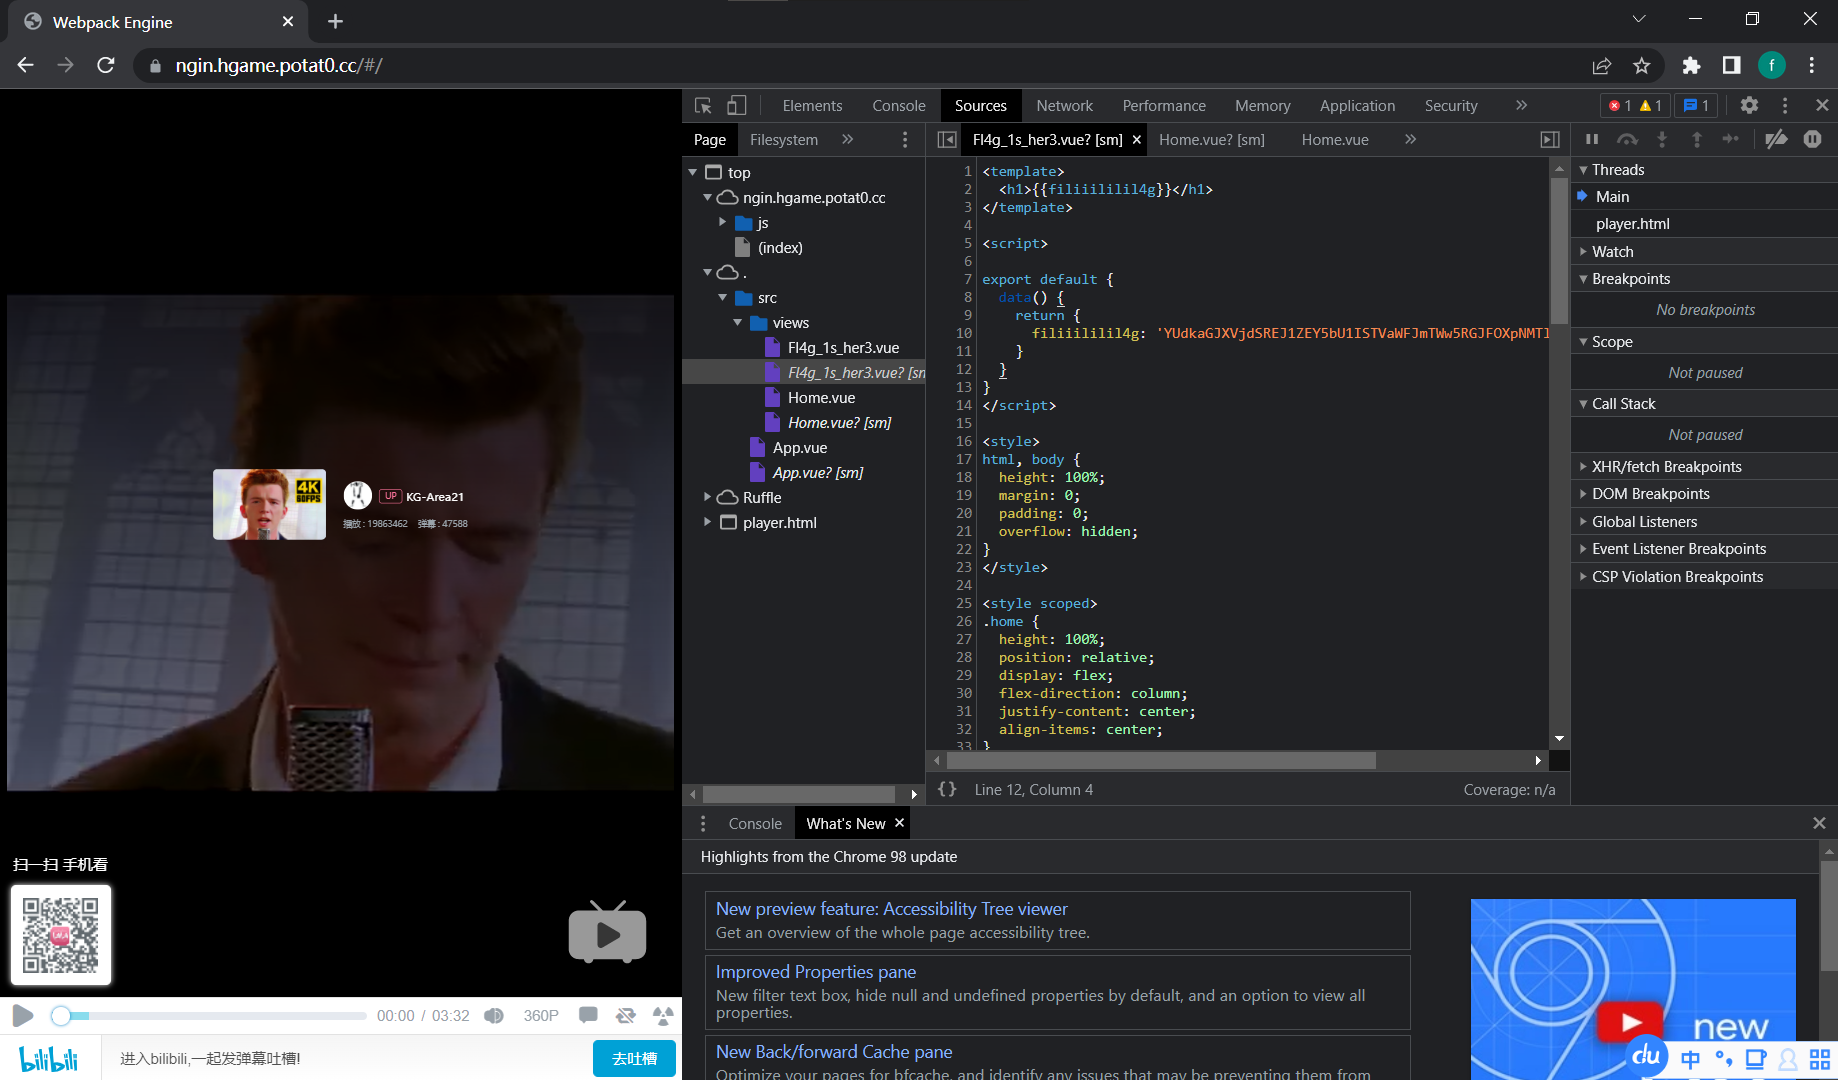 Webpack Engine
ngin.hgame.potat0.cc/#/
f
Elements Console Sources Network Performance Memory Application Security
1 1 1
Page Filesystem
Fl4g_1s_her3.vue? [sm] Home.vue? [sm] Home.vue
top
ngin.hgame.potat0.cc
js
(index)
.
src
views
Fl4g_1s_her3.vue
Fl4g_1s_her3.vue? [sm
Home.vue
Home.vue? [sm]
App.vue
App.vue? [sm]
Ruffle
player.html
1 <template>
2 <h1>{{filiiililil4g}}</h1>
3 </template>
4
5 <script>
6
7 export default {
8 data() {
9 return {
10 filiiililil4g: 
11 }
12 }
13 }
14 </script>
15
16 <style>
17 html, body {
18 height: 100%;
19 margin: 0;
20 padding: 0;
21 overflow: hidden;
22 }
23 </style>
24
25 <style scoped>
26 .home {
27 height: 100%;
28 position: relative;
29 display: flex;
30 flex-direction: column;
31 justify-content: center;
32 align-items: center;
33 }
{} Line 12, Column 4 Coverage: n/a
Threads
Main
player.html
Watch
Breakpoints
No breakpoints
Scope
Not paused
Call Stack
Not paused
XHR/fetch Breakpoints
DOM Breakpoints
Global Listeners
Event Listener Breakpoints
CSP Violation Breakpoints
4K
60FPS
UP KG-Area21
播放 : 19863462 弹幕 : 47588
扫一扫 手机看
00:00 / 03:32 360P
bilibili 进入bilibili,一起发弹幕吐槽! 去吐槽
Console What's New
Highlights from the Chrome 98 update
New preview feature: Accessibility Tree viewer
Get an overview of the whole page accessibility tree.
Improved Properties pane
New filter text box, hide null and undefined properties by default, and an option to view all
properties.
New Back/forward Cache pane
Optimize your pages for bfcache, and identify any issues that may be preventing them from
new
du 中